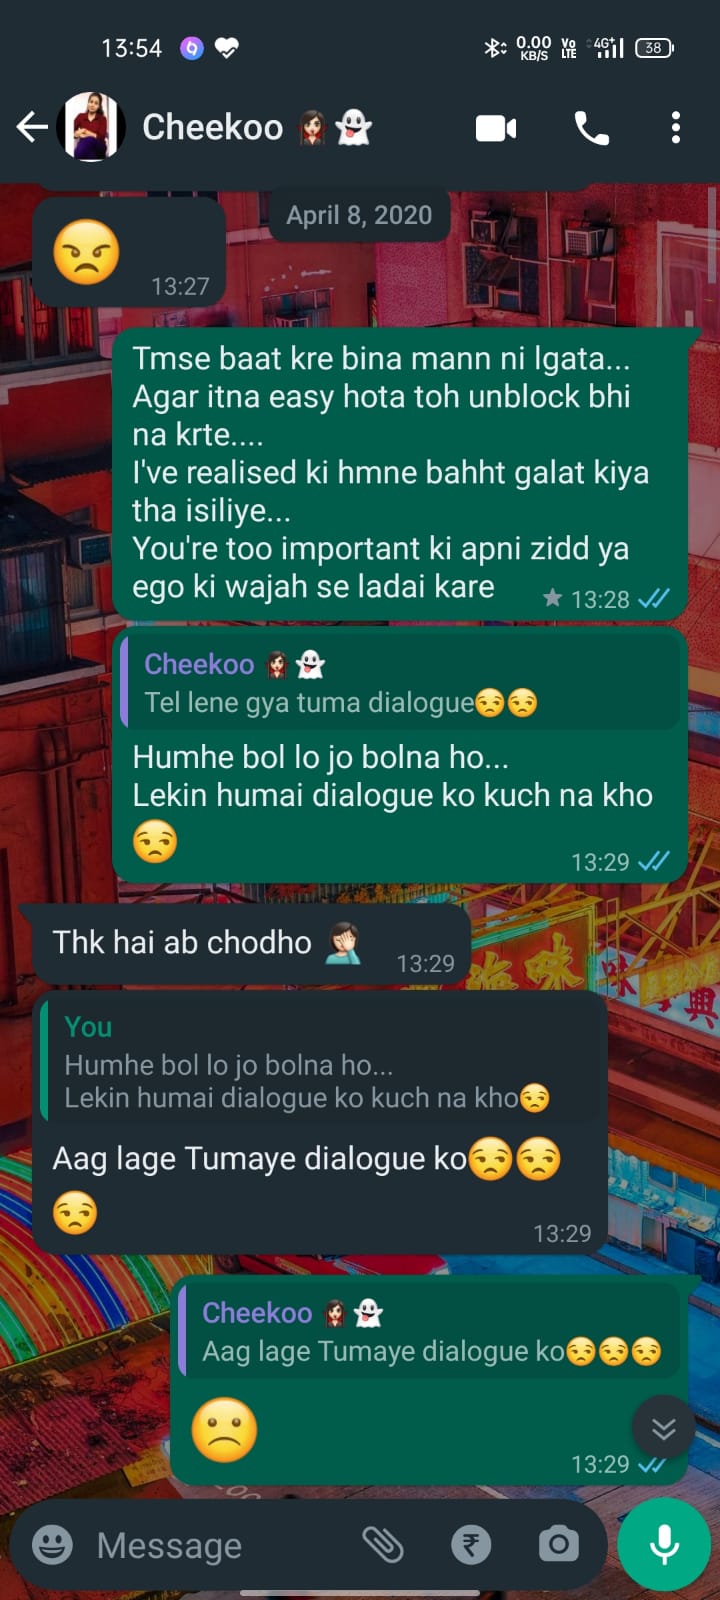 13:54
0.00
KB/S
Vo
LTE
4G+
38
Cheekoo 👩🏻👻
April 8, 2020
😠
13:27
Tmse baat kre bina mann ni lgata...
Agar itna easy hota toh unblock bhi
na krte....
I've realised ki hmne bahht galat kiya
tha isiliye...
You're too important ki apni zidd ya
ego ki wajah se ladai kare
13:28
Cheekoo 👩🏻👻
Tel lene gya tuma dialogue😒😒
Humhe bol lo jo bolna ho...
Lekin humai dialogue ko kuch na kho
😒
13:29
Thk hai ab chodho 🤦🏻‍♀️
13:29
味
味
興
You
Humhe bol lo jo bolna ho...
Lekin humai dialogue ko kuch na kho😒
Aag lage Tumaye dialogue ko😒😒
😒
13:29
Cheekoo 👩🏻👻
Aag lage Tumaye dialogue ko😒😒😒
🙁
13:29
Message
₹